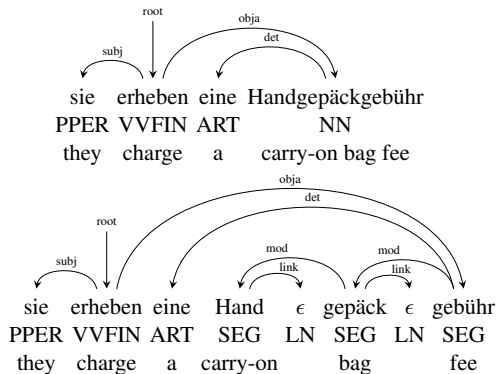 root
obja
subj
det
sie erheben eine Handgepäckgebühr
PPER VVFIN ART NN
they charge a carry-on bag fee
obja
det
root
mod mod
subj link link
sie erheben eine Hand ϵ gepäck ϵ gebühr
PPER VVFIN ART SEG LN SEG LN SEG
they charge a carry-on bag fee